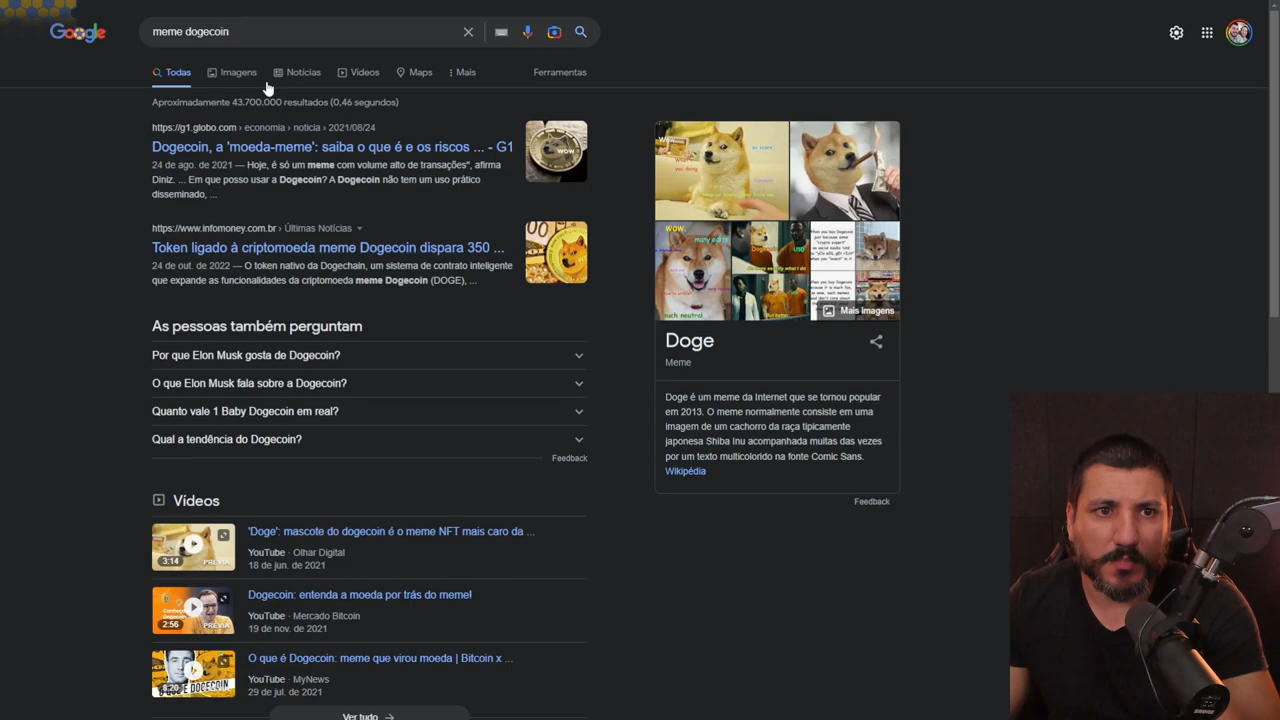 Google
meme dogecoin
Todas
Imagens
Notícias
Vídeos
Maps
Mais
Ferramentas
Aproximadamente 43.700.000 resultados (0,46 segundos)
https://g1.globo.com › economia › noticia › 2021/08/24
Dogecoin, a 'moeda-meme': saiba o que é e os riscos ... - G1
24 de ago. de 2021 — Hoje, é só um meme com volume alto de transações", afirma
Diniz. ... Em que posso usar a Dogecoin? A Dogecoin não tem um uso prático
disseminado, ...
WOW
https://www.infomoney.com.br › Últimas Notícias
Token ligado à criptomoeda meme Dogecoin dispara 350 ...
24 de out. de 2022 — O token nativo da Dogechain, um sistema de contrato inteligente
que expande as funcionalidades da criptomoeda meme Dogecoin (DOGE), ...
As pessoas também perguntam
Por que Elon Musk gosta de Dogecoin?
O que Elon Musk fala sobre a Dogecoin?
Quanto vale 1 Baby Dogecoin em real?
Qual a tendência do Dogecoin?
Feedback
Vídeos
'Doge': mascote do dogecoin é o meme NFT mais caro da ...
YouTube · Olhar Digital
18 de jun. de 2021
3:14
PRÉVIA
Dogecoin: entenda a moeda por trás do meme!
YouTube · Mercado Bitcoin
19 de nov. de 2021
2:56
PRÉVIA
O que é Dogecoin: meme que virou moeda | Bitcoin x ...
YouTube · MyNews
29 de jul. de 2021
8:20
Ver tudo
WOW.
Mais imagens
Doge
Meme
Doge é um meme da Internet que se tornou popular
em 2013. O meme normalmente consiste em uma
imagem de um cachorro da raça tipicamente
japonesa Shiba Inu acompanhada muitas das vezes
por um texto multicolorido na fonte Comic Sans.
Wikipédia
Feedback